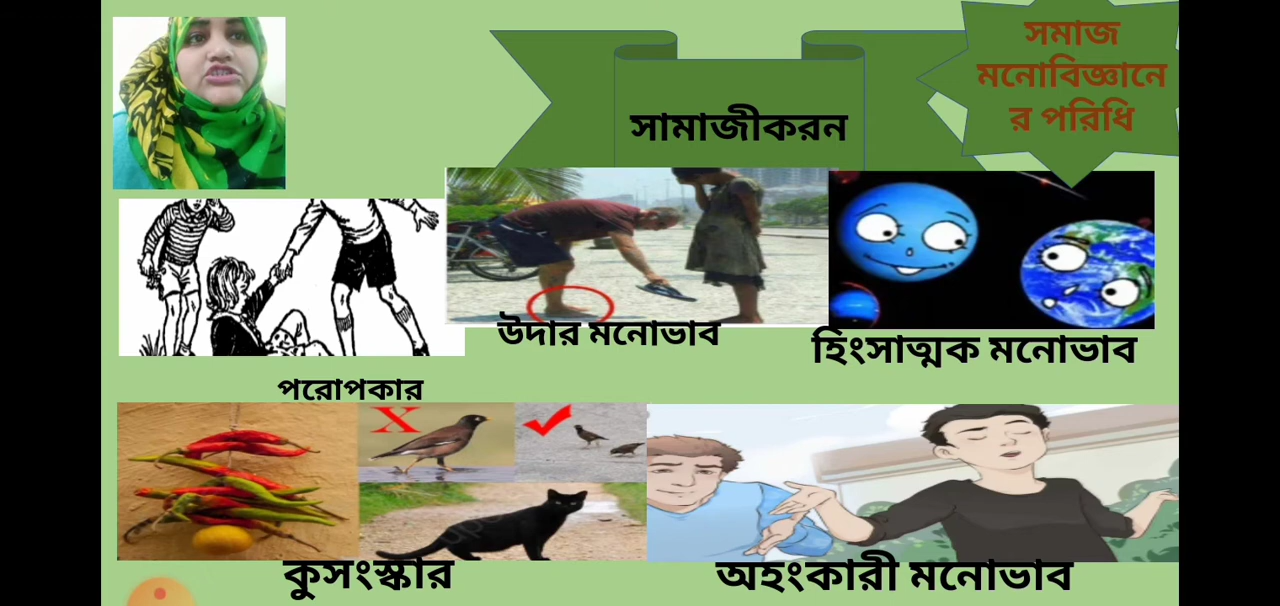 সমাজ
মনোবিজ্ঞানে
র পরিধি
সামাজীকরন
উদার মনোভাব
হিংসাত্মক মনোভাব
পরোপকার
X
কুসংস্কার
অহংকারী মনোভাব